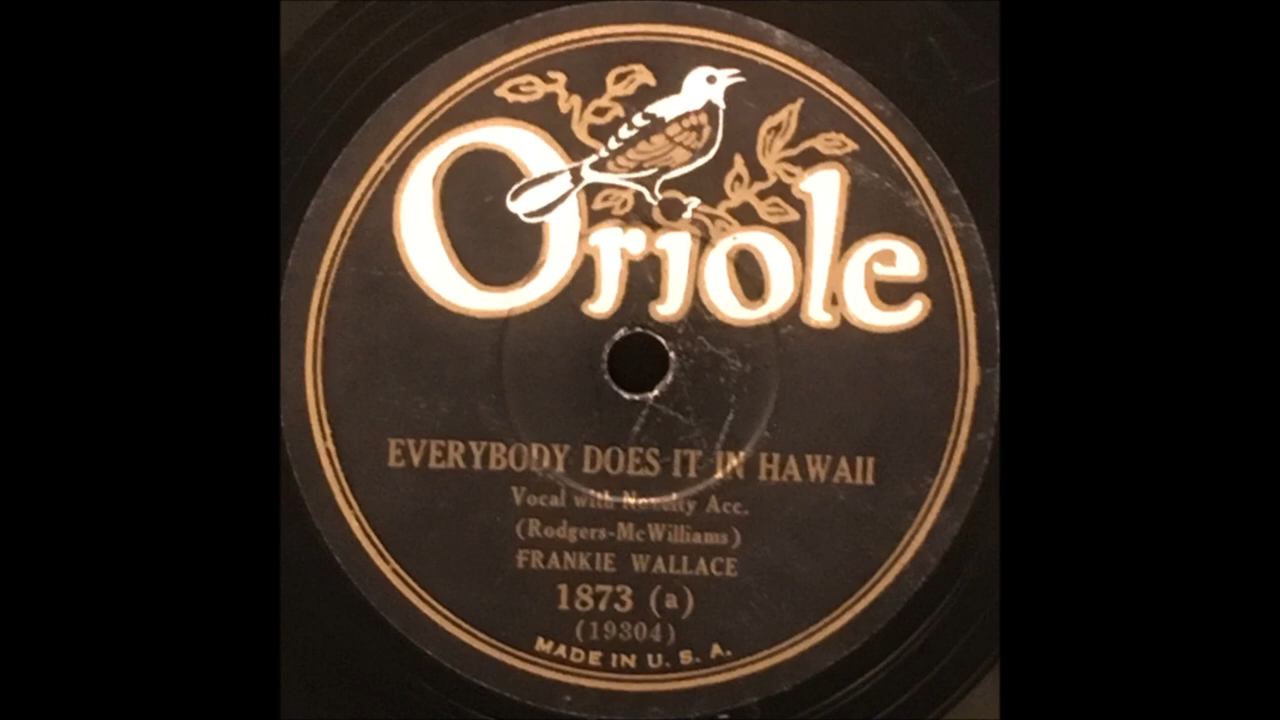 Oriole
EVERYBODY DOES IT IN HAWAII
Vocal with Novelty Acc.
(Rodgers-McWilliams)
FRANKIE WALLACE
1873 (a)
(19304)
MADE IN U. S. A.